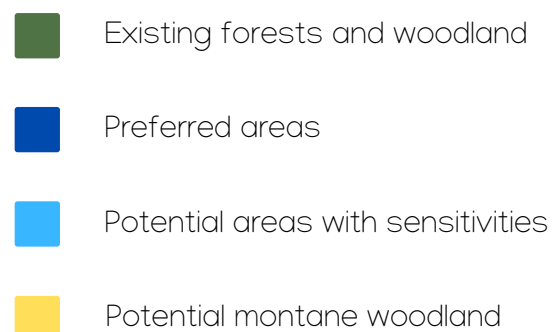 Existing forests and woodland
Preferred areas
Potential areas with sensitivities
Potential montane woodland